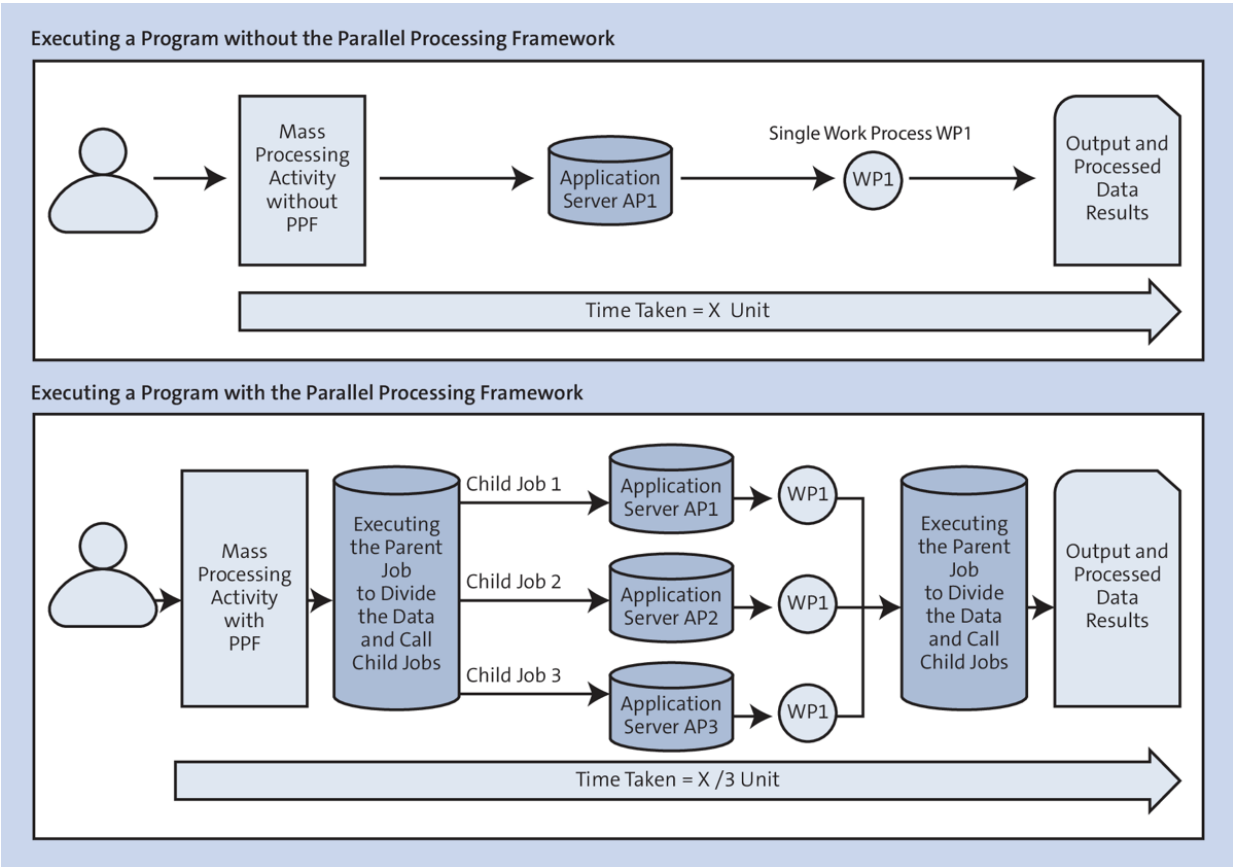 Executing a Program without the Parallel Processing Framework
Mass
Processing
Activity
without
PPF
Application
Server AP1
Single Work Process WP1
WP1
Output and
Processed
Data
Results
Time Taken = X Unit
Executing a Program with the Parallel Processing Framework
Mass
Processing
Activity
with
PPF
Executing
the Parent
Job
to Divide
the Data
and Call
Child Jobs
Child Job 1
Application
Server AP1
WP1
Child Job 2
Application
Server AP2
WP1
Child Job 3
Application
Server AP3
WP1
Executing
the Parent
Job
to Divide
the Data
and Call
Child Jobs
Output and
Processed
Data
Results
Time Taken = X /3 Unit